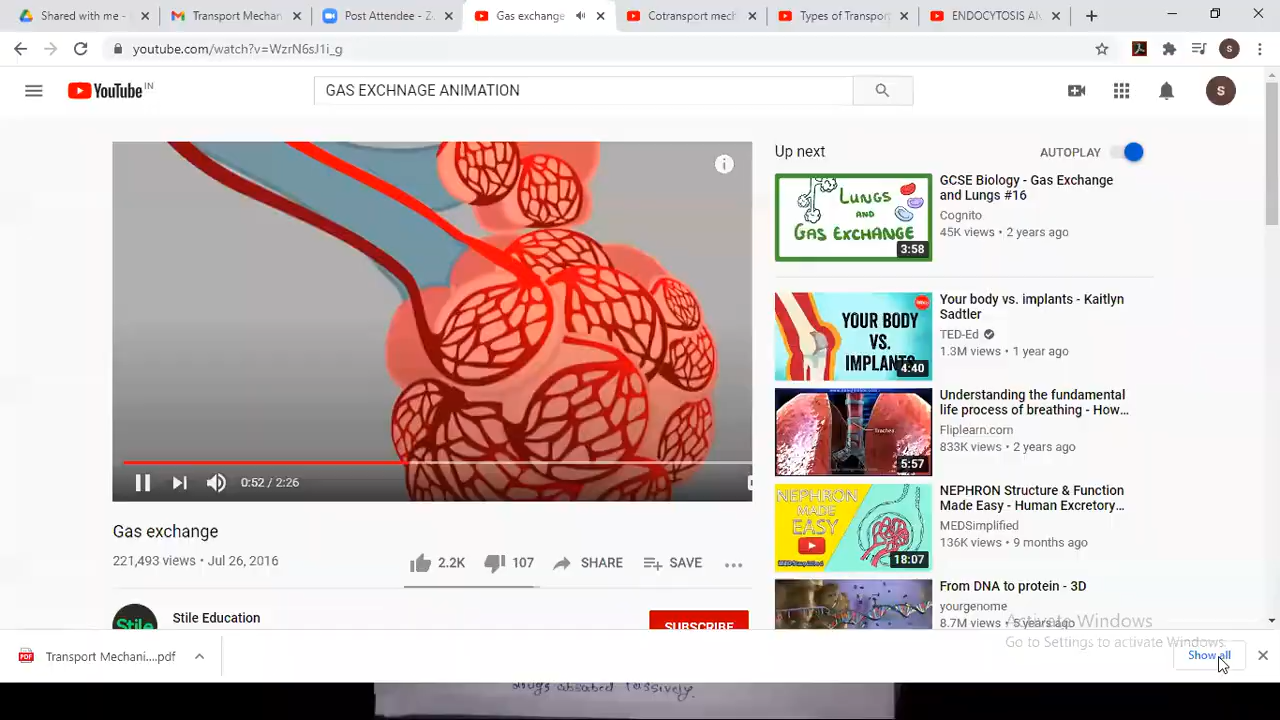 Shared with me -
Transport Mechan
Post Attendee - Z
Gas exchange
Cotransport mech
Types of Transpor
ENDOCYTOSIS AN
youtube.com/watch?v=WzrN6sJ1i_g
S
YouTube IN
GAS EXCHNAGE ANIMATION
S
Up next
AUTOPLAY
LUNGS
AND
GAS EXCHANGE
3:58
GCSE Biology - Gas Exchange
and Lungs #16
Cognito
45K views • 2 years ago
YOUR BODY
VS.
IMPLANTS
4:40
Your body vs. implants - Kaitlyn
Sadtler
TED-Ed
1.3M views • 1 year ago
Trachea
5:57
Understanding the fundamental
life process of breathing - How...
Fliplearn.com
833K views • 2 years ago
NEPHRON
MADE
EASY
18:07
NEPHRON Structure & Function
Made Easy - Human Excretory...
MEDSimplified
136K views • 9 months ago
From DNA to protein - 3D
yourgenome
8.7M views • 5 years ago
0:52 / 2:26
Gas exchange
221,493 views • Jul 26, 2016
2.2K
107
SHARE
SAVE
...
Stile
Stile Education
SUBSCRIBE
Activate Windows
Go to Settings to activate Windows.
Transport Mechani....pdf
Show all
drugs absorbed Passively.